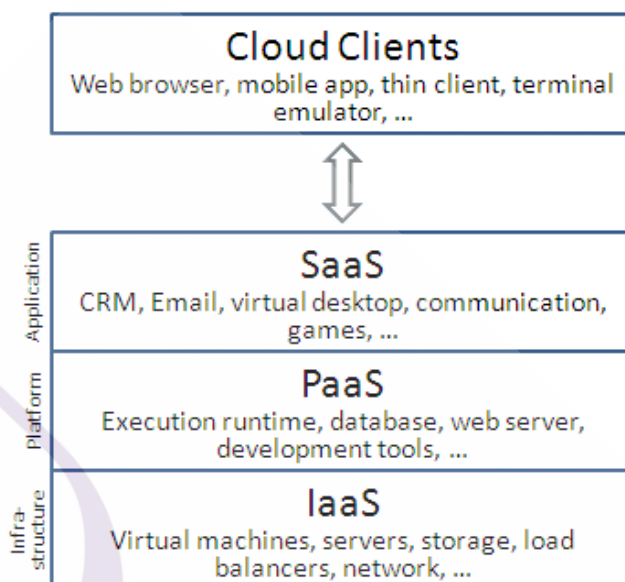 Cloud Clients
Web browser, mobile app, thin client, terminal
emulator, ...
Application
SaaS
CRM, Email, virtual desktop, communication,
games, ...
Platform
PaaS
Execution runtime, database, web server,
development tools, ...
Infra-
structure
IaaS
Virtual machines, servers, storage, load
balancers, network, ...